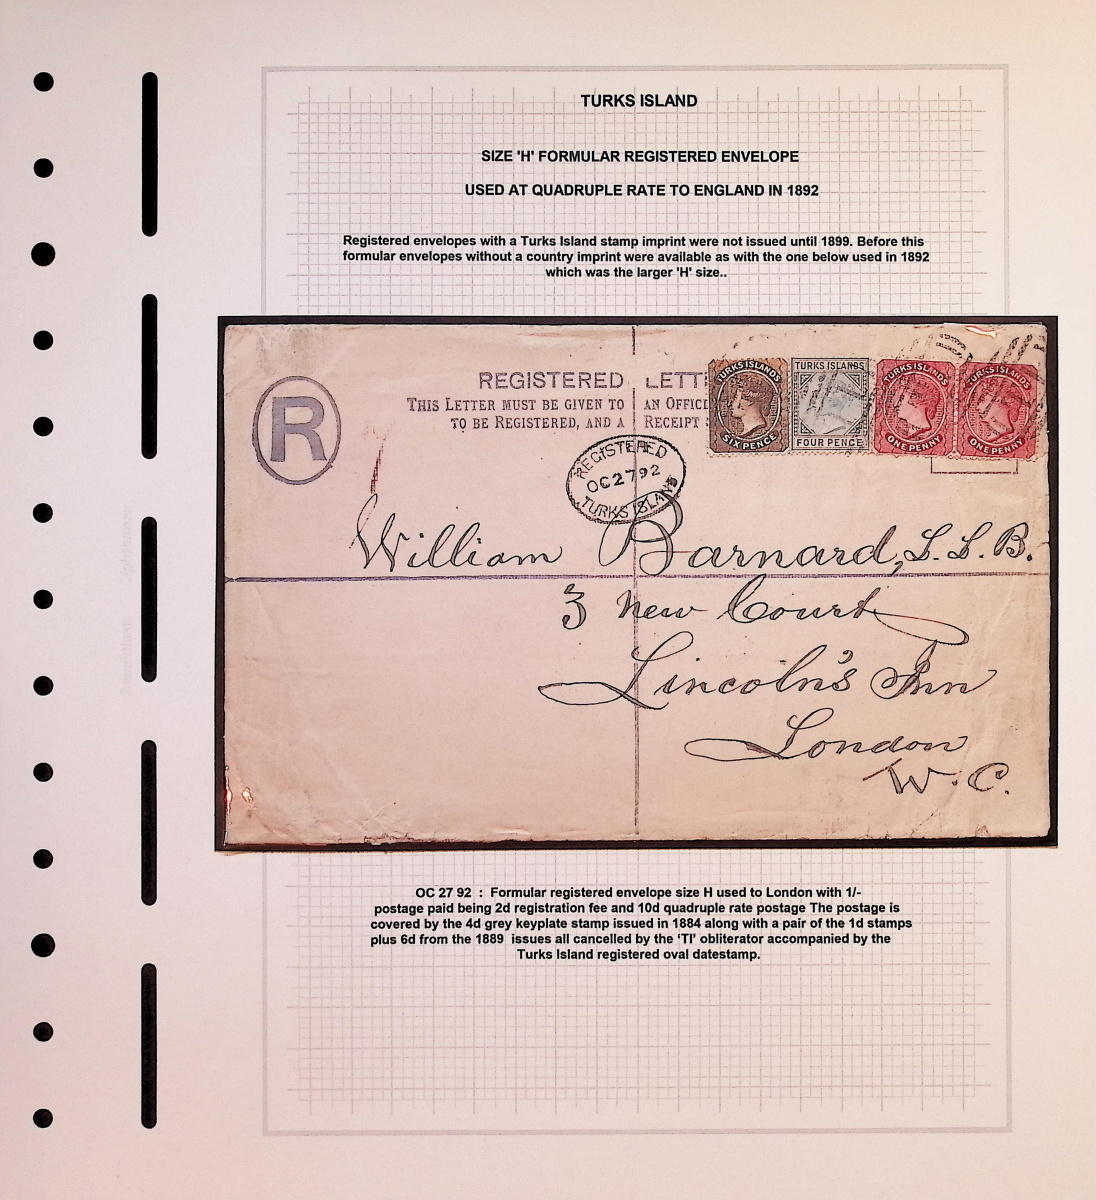 TURKS ISLAND
SIZE 'H' FORMULAR REGISTERED ENVELOPE
USED AT QUADRUPLE RATE TO ENGLAND IN 1892
Registered envelopes with a Turks Island stamp imprint were not issued until 1899. Before this
formular envelopes without a country imprint were available as with the one below used in 1892
which was the larger 'H' size..
R
REGISTERED LETT
THIS LETTER MUST BE GIVEN TO AN OFFIC
TO BE REGISTERED, AND A RECEIPT
TURKS ISLANDS
SIX PENCE
TURKS ISLANDS
FOUR PENCE
TURKS ISLANDS
ONE PENNY
TURKS ISLANDS
ONE PENNY
REGISTERED
OC 27 92
TURKS ISLAND
William Barnard, L.L.B.
3 New Court
Lincoln's Inn
London
W.C.
OC 27 92 : Formular registered envelope size H used to London with 1/-
postage paid being 2d registration fee and 10d quadruple rate postage The postage is
covered by the 4d grey keyplate stamp issued in 1884 along with a pair of the 1d stamps
plus 6d from the 1889 issues all cancelled by the ‘TI’ obliterator accompanied by the
Turks Island registered oval datestamp.